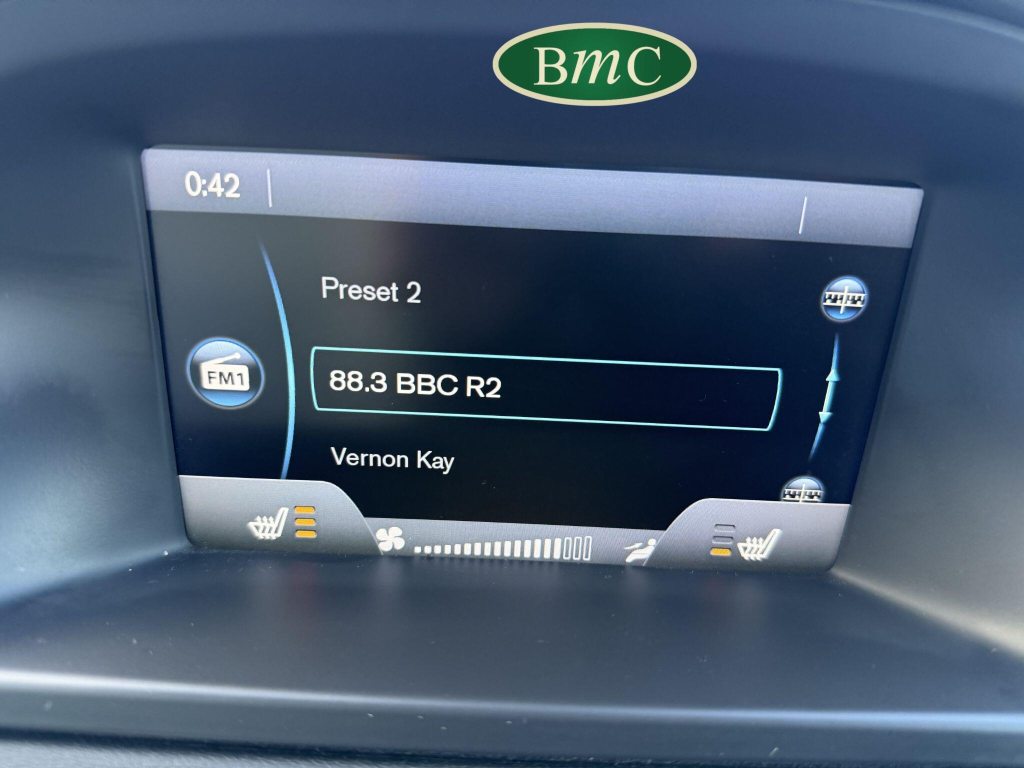 BmC
0:42
Preset 2
FM1
88.3 BBC R2
Vernon Kay